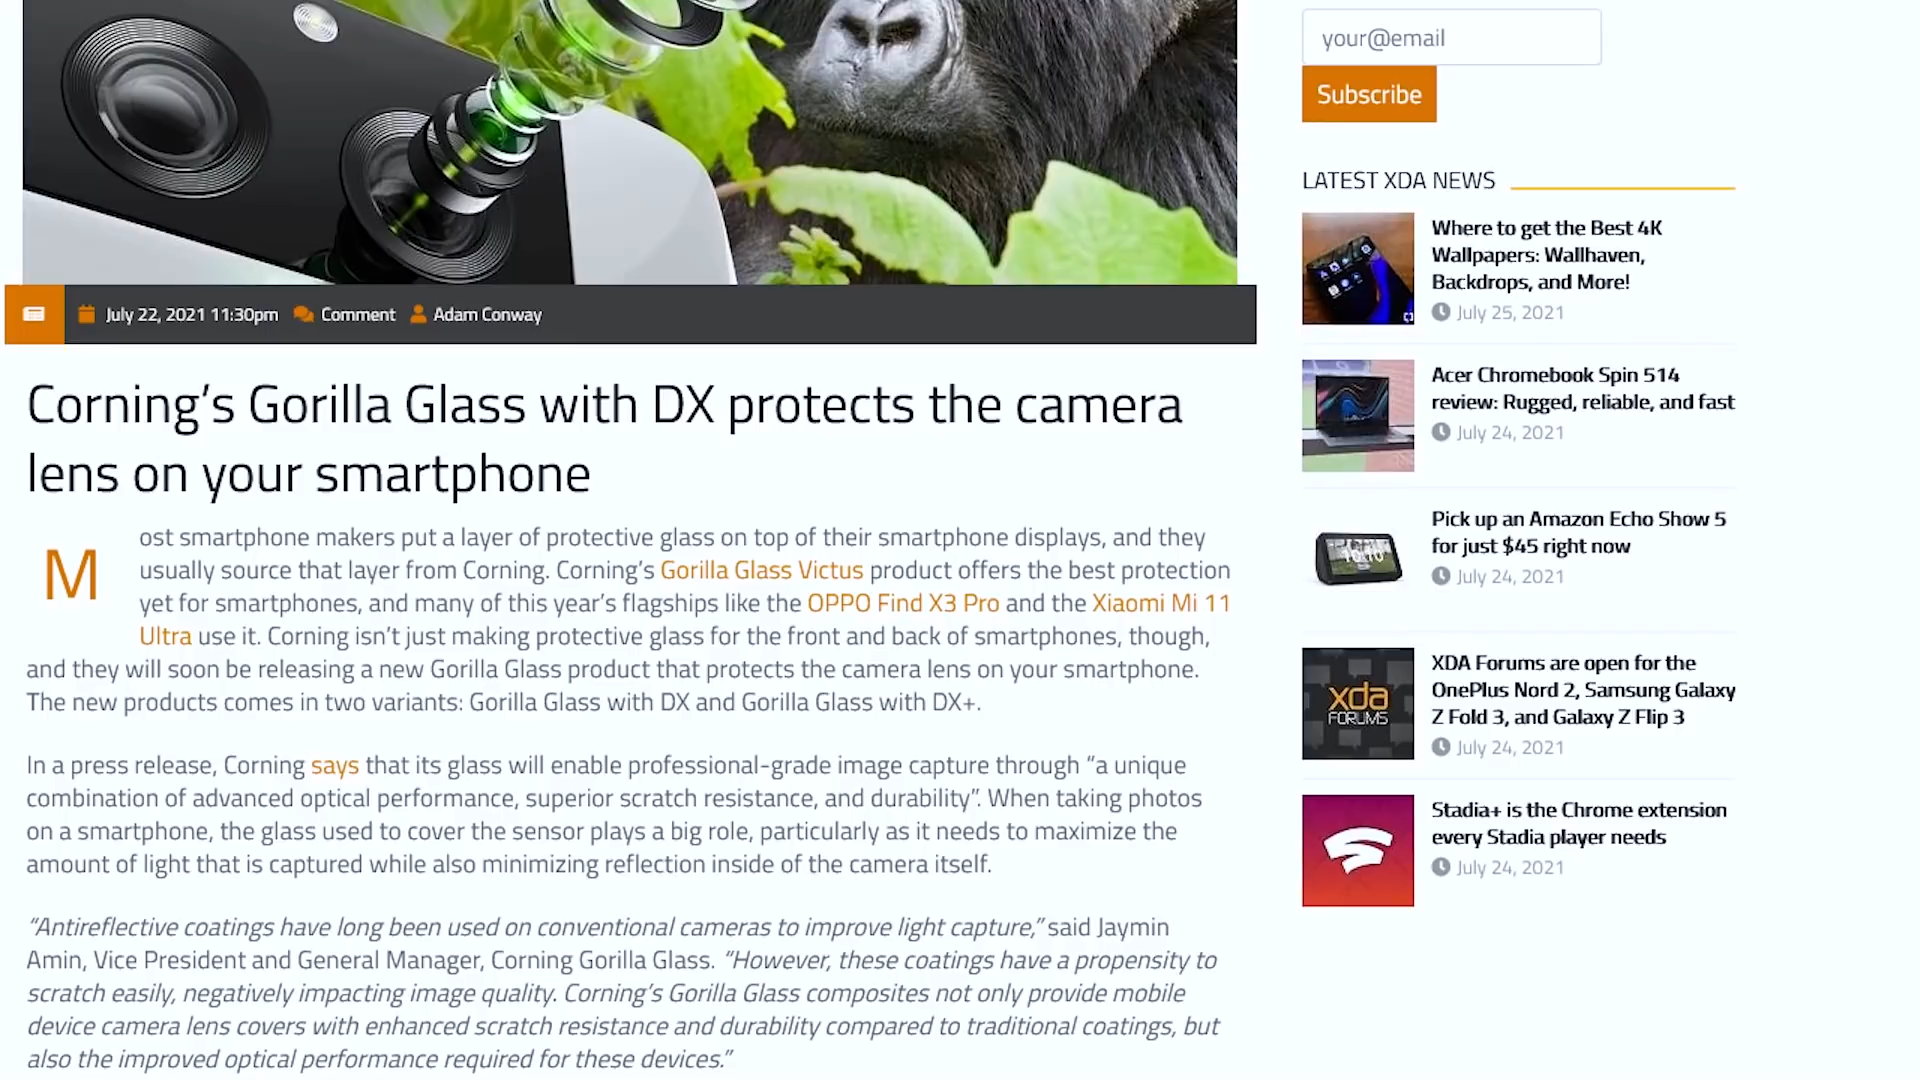 your@email
Subscribe
July 22, 2021 11:30pm Comment Adam Conway
Corning’s Gorilla Glass with DX protects the camera
lens on your smartphone
Most smartphone makers put a layer of protective glass on top of their smartphone displays, and they
usually source that layer from Corning. Corning’s Gorilla Glass Victus product offers the best protection
yet for smartphones, and many of this year’s flagships like the OPPO Find X3 Pro and the Xiaomi Mi 11
Ultra use it. Corning isn’t just making protective glass for the front and back of smartphones, though,
and they will soon be releasing a new Gorilla Glass product that protects the camera lens on your smartphone.
The new products comes in two variants: Gorilla Glass with DX and Gorilla Glass with DX+.
In a press release, Corning says that its glass will enable professional-grade image capture through “a unique
combination of advanced optical performance, superior scratch resistance, and durability”. When taking photos
on a smartphone, the glass used to cover the sensor plays a big role, particularly as it needs to maximize the
amount of light that is captured while also minimizing reflection inside of the camera itself.
“Antireflective coatings have long been used on conventional cameras to improve light capture,” said Jaymin
Amin, Vice President and General Manager, Corning Gorilla Glass. “However, these coatings have a propensity to
scratch easily, negatively impacting image quality. Corning’s Gorilla Glass composites not only provide mobile
device camera lens covers with enhanced scratch resistance and durability compared to traditional coatings, but
also the improved optical performance required for these devices.”
LATEST XDA NEWS
Where to get the Best 4K
Wallpapers: Wallhaven,
Backdrops, and More!
July 25, 2021
Acer Chromebook Spin 514
review: Rugged, reliable, and fast
July 24, 2021
Pick up an Amazon Echo Show 5
for just $45 right now
July 24, 2021
xda
FORUMS
XDA Forums are open for the
OnePlus Nord 2, Samsung Galaxy
Z Fold 3, and Galaxy Z Flip 3
July 24, 2021
Stadia+ is the Chrome extension
every Stadia player needs
July 24, 2021